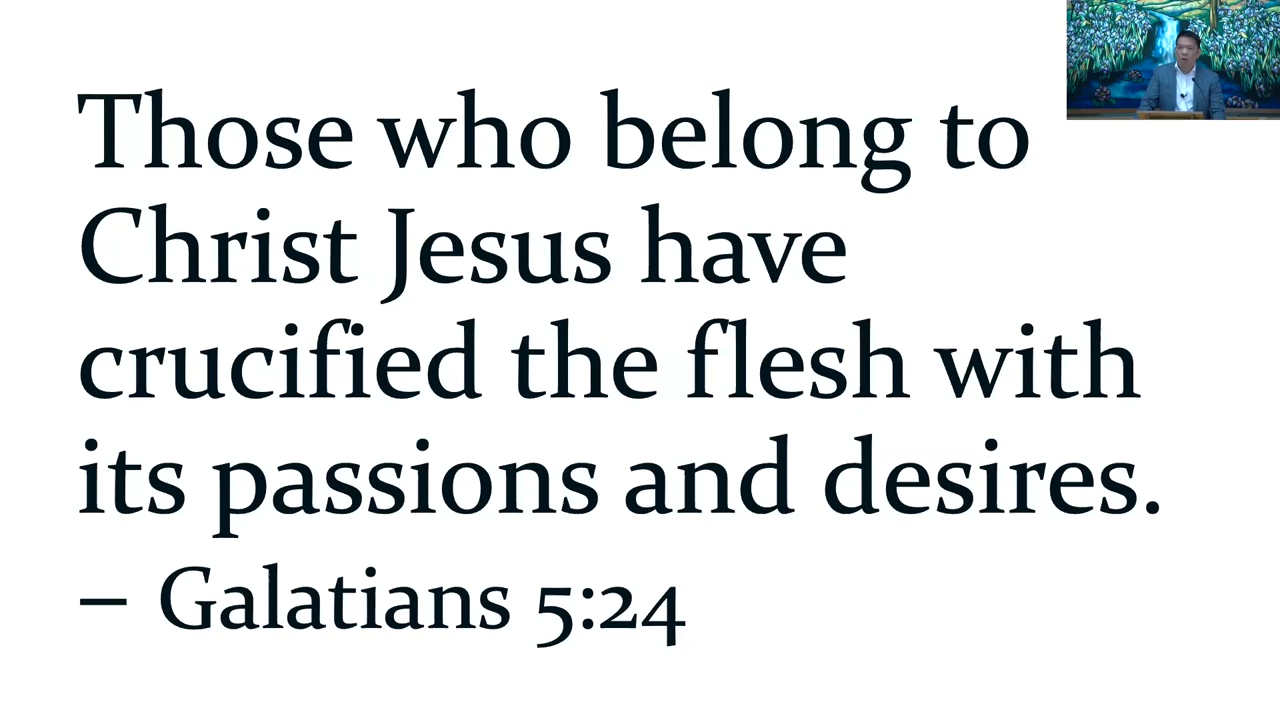 Those who belong to
Christ Jesus have
crucified the flesh with
its passions and desires.
– Galatians 5:24